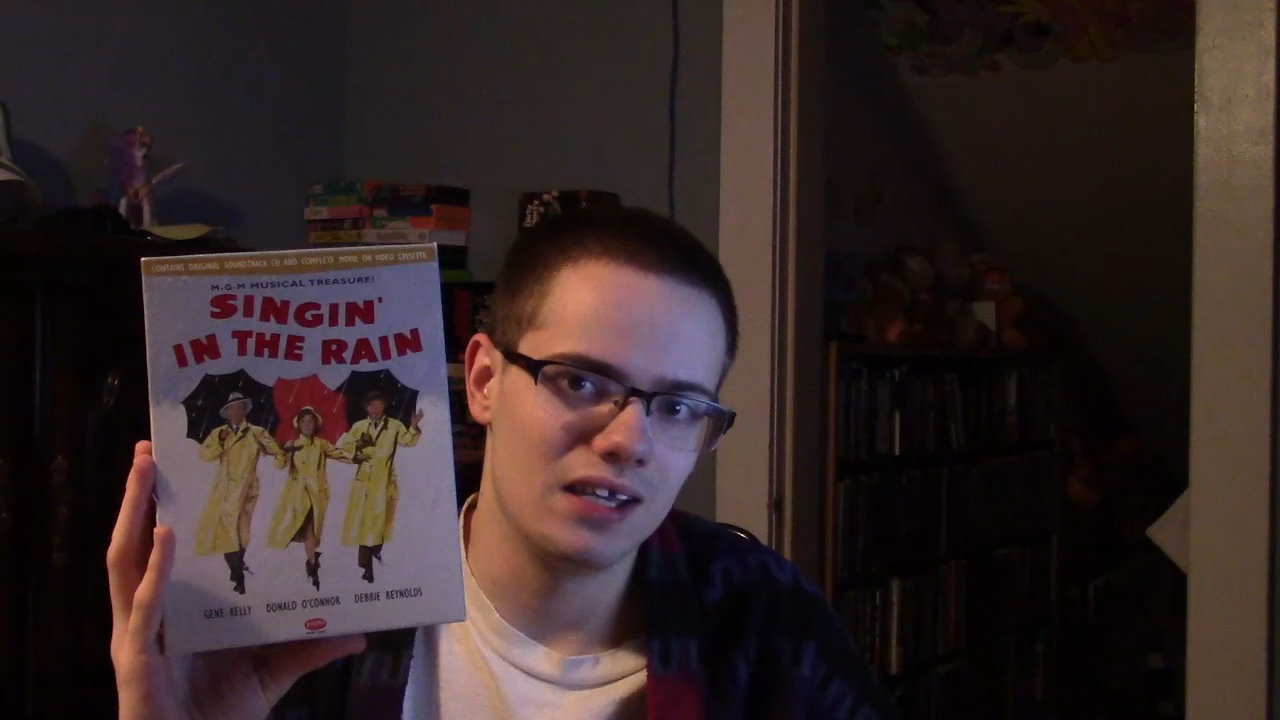 CONTAINS ORIGINAL SOUNDTRACK CD AND COMPLETE MOVIE ON VIDEO CASSETTE
M-G-M MUSICAL TREASURE!
SINGIN'
IN THE RAIN
GENE KELLY DONALD O'CONNOR DEBBIE REYNOLDS